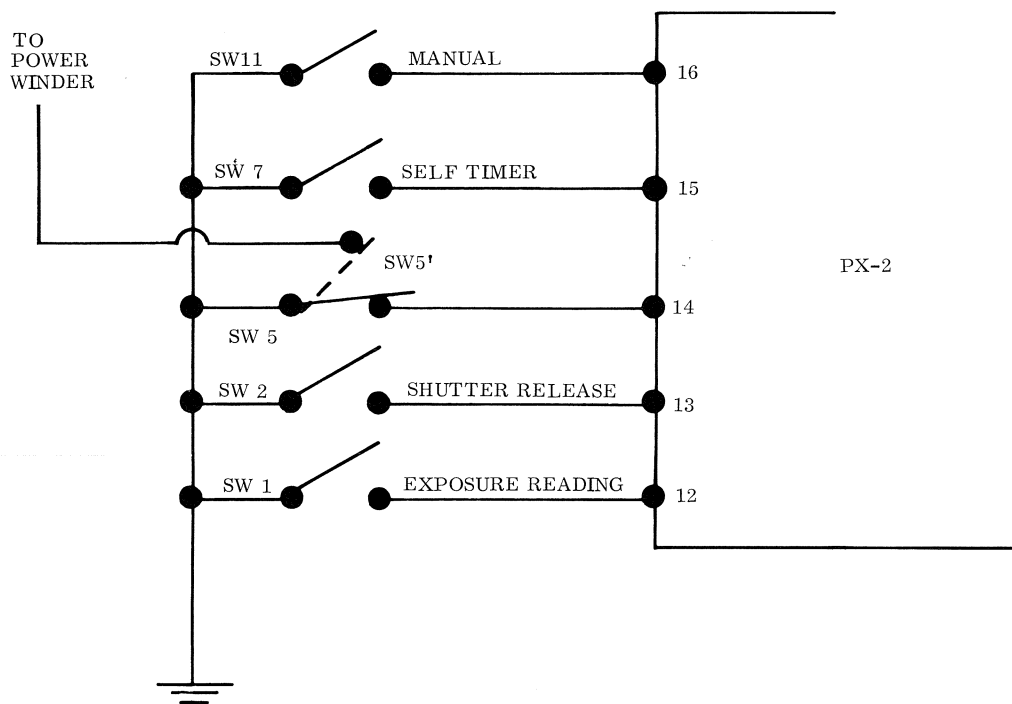 TO
POWER
WINDER
SW11
MANUAL
16
SW 7
SELF TIMER
15
SW5'
PX-2
14
SW 5
SW 2
SHUTTER RELEASE
13
SW 1
EXPOSURE READING
12